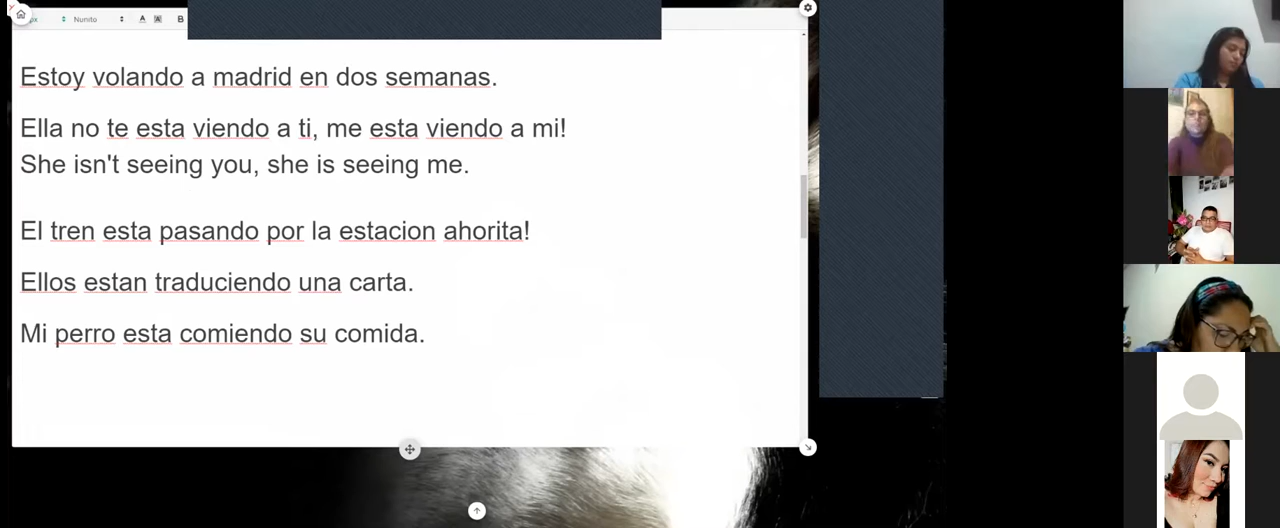 px Nunito A A B
Estoy volando a madrid en dos semanas.
Ella no te esta viendo a ti, me esta viendo a mi!
She isn't seeing you, she is seeing me.
El tren esta pasando por la estacion ahorita!
Ellos estan traduciendo una carta.
Mi perro esta comiendo su comida.